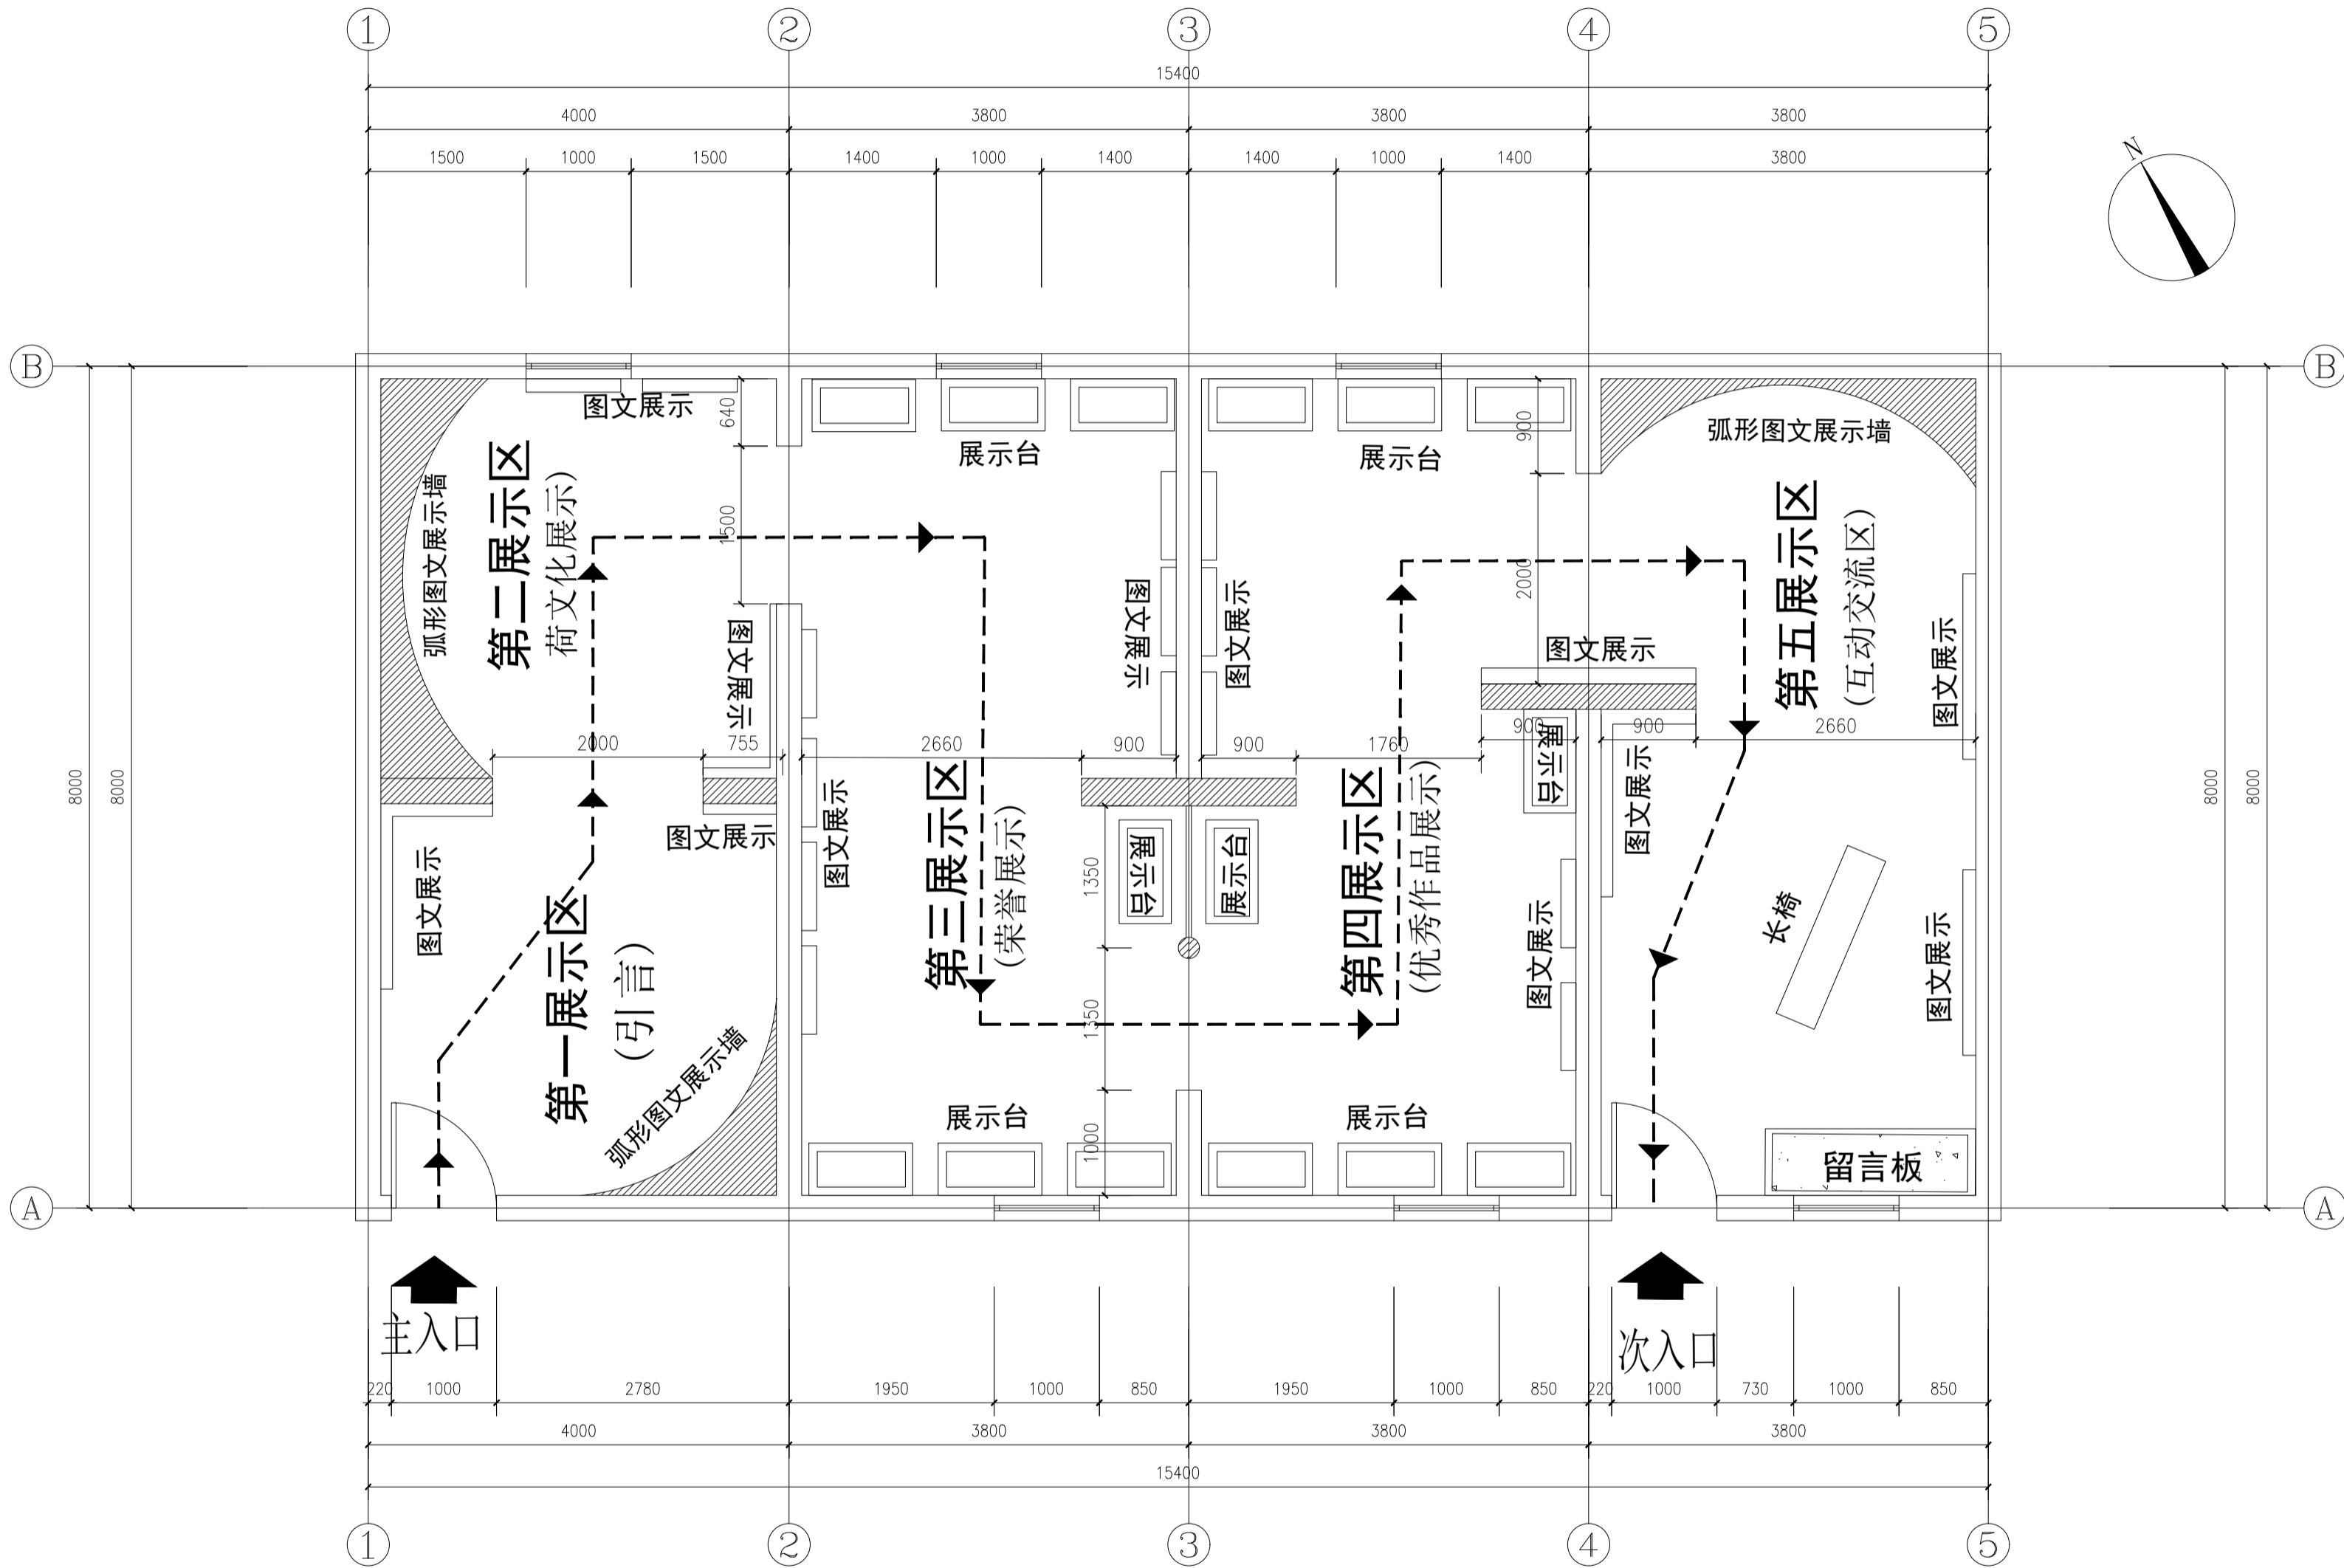 1 2 3 4 5
15400
4000 3800 3800 3800
1500 1000 1500 1400 1000 1400 1400 1000 1400 3800
N
B B
图文展示
640
展示台
展示台
900
弧形图文展示墙
弧形图文展示墙
第二展示区
(荷文化展示)
1500
图文展示
图文展示
图文展示
2000
图文展示
第五展示区
(互动交流区)
图文展示
8000 8000
8000 8000
2000 755 2660 900 900 1760 900 900 2660
展示台
图文展示
图文展示
图文展示
图文展示
第三展示区
(荣誉展示)
1350
展示台
展示台
第四展示区
(优秀作品展示)
图文展示
长椅
图文展示
第一展示区
(引言)
弧形图文展示墙
1350
展示台
1000
展示台
留言板
A A
主入口
次入口
220 1000 2780 1950 1000 850 1950 1000 850 220 1000 730 1000 850
4000 3800 3800 3800
15400
1 2 3 4 5